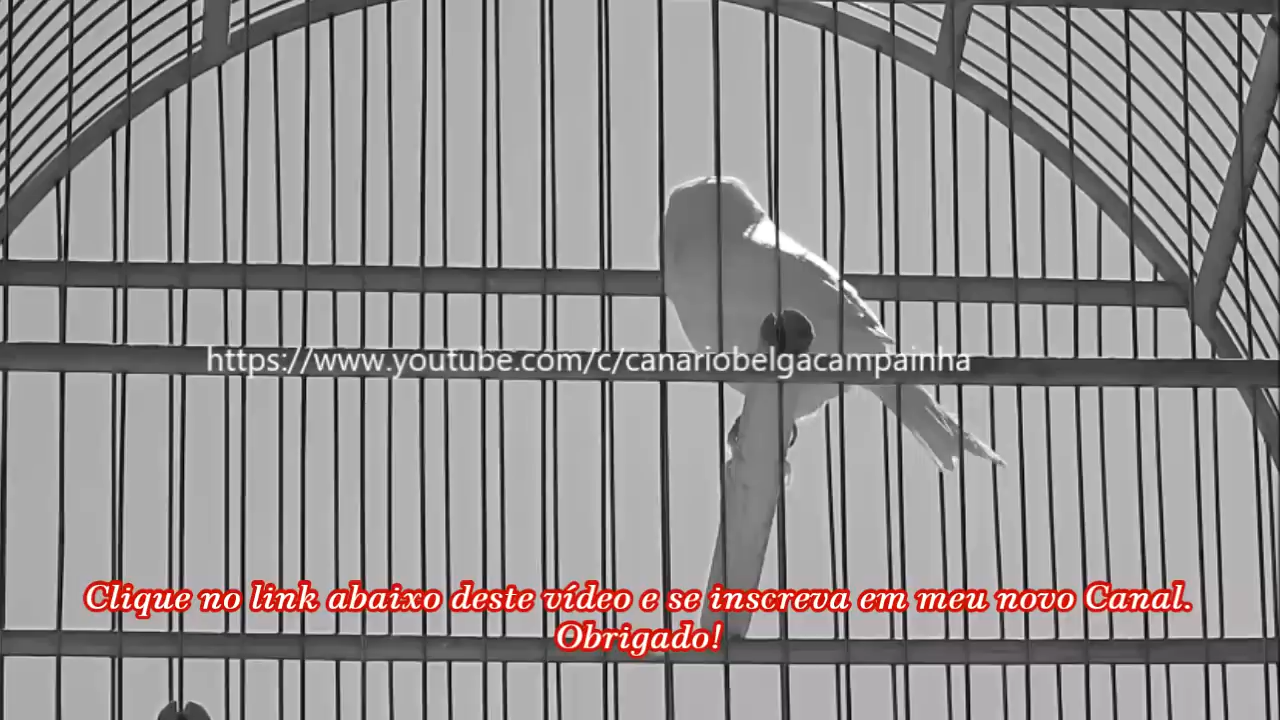 https://www.youtube.com/c/canariobelgacampainha
Clique no link abaixo deste vídeo e se inscreva em meu novo Canal.
Obrigado!